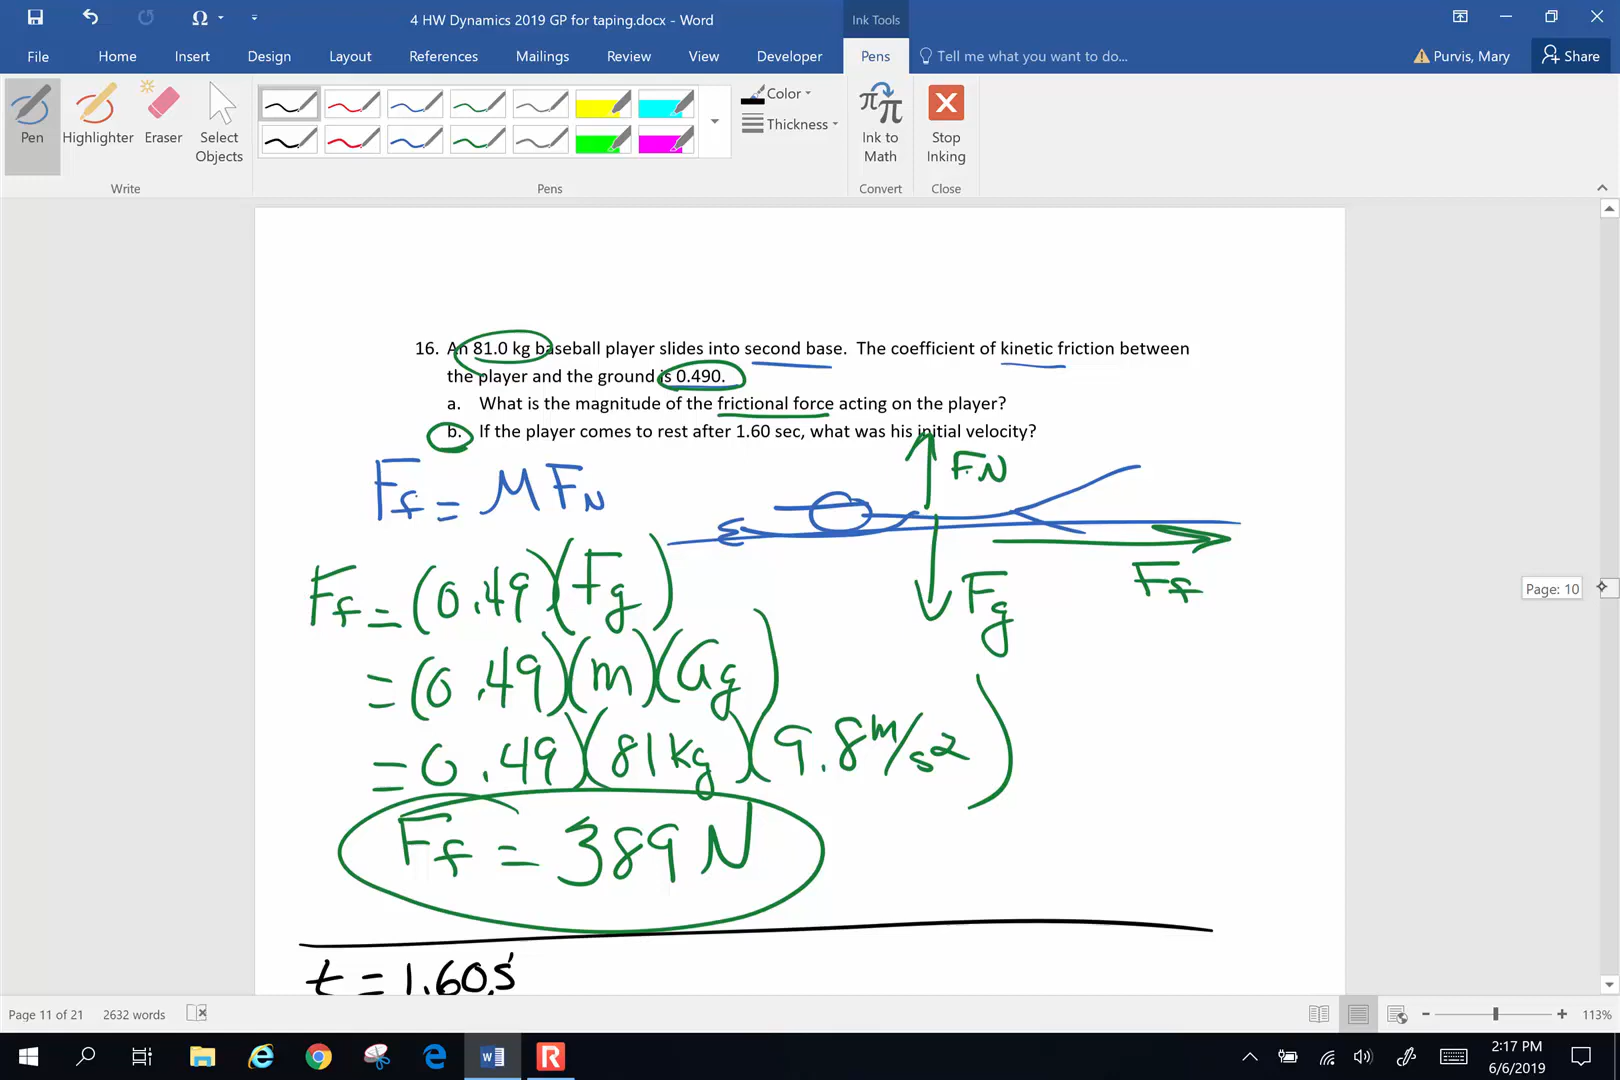 4 HW Dynamics 2019 GP for taping.docx - Word
Ink Tools
File Home Insert Design Layout References Mailings Review View Developer Pens Tell me what you want to do... Purvis, Mary Share
Pen Highlighter Eraser Select Objects
Color
Thickness
Ink to Math
Stop Inking
Write Pens Convert Close
16. An 81.0 kg baseball player slides into second base. The coefficient of kinetic friction between
the player and the ground is 0.490.
a. What is the magnitude of the frictional force acting on the player?
b. If the player comes to rest after 1.60 sec, what was his initial velocity?
Ff = μ FN
FN
Ff = (0.49)(Fg)
Fg
Ff
= (0.49)(m)(ag)
= 0.49)(81kg)(9.8 m/s2)
Ff = 389 N
t = 1.60s
Page: 10
Page 11 of 21 2632 words 113%
2:17 PM
6/6/2019